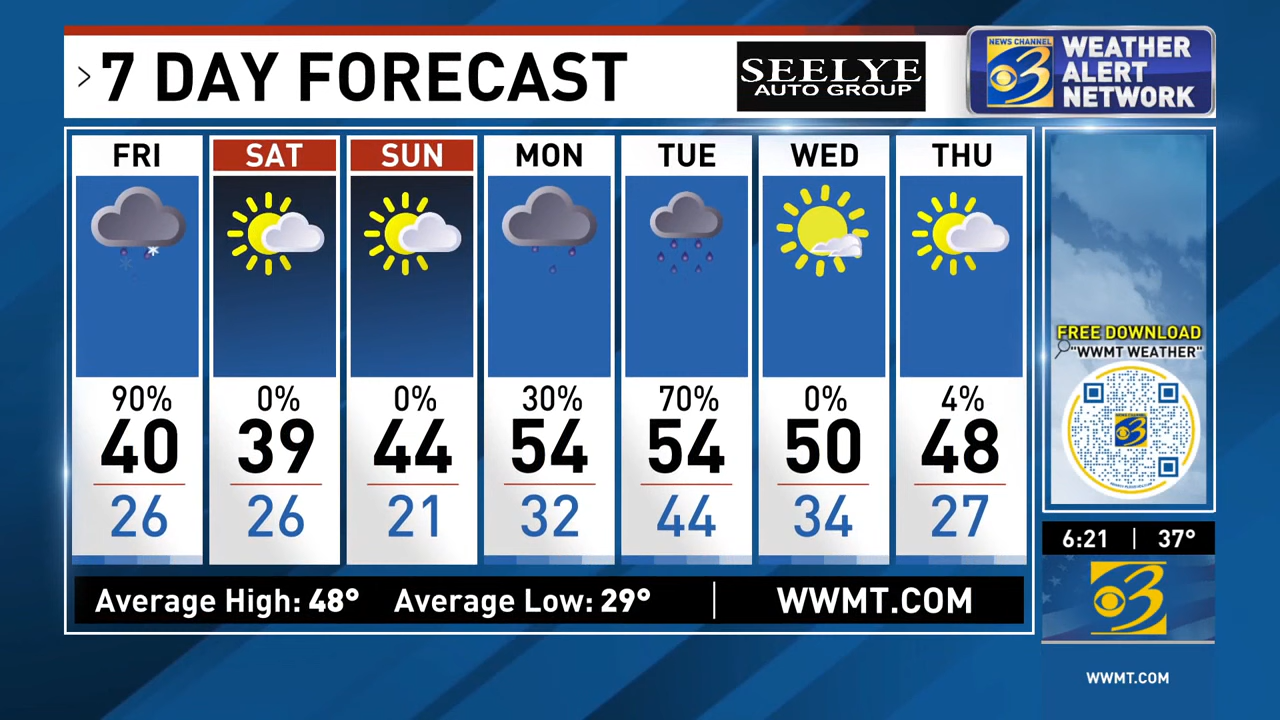 > 7 DAY FORECAST
SEELYE
AUTO GROUP
NEWS CHANNEL
3
WEATHER
ALERT
NETWORK
FRI SAT SUN MON TUE WED THU
90% 0% 0% 30% 70% 0% 4%
40 39 44 54 54 50 48
26 26 21 32 44 34 27
Average High: 48° Average Low: 29° | WWMT.COM
FREE DOWNLOAD
"WWMT WEATHER"
3
6:21 | 37°
3
WWMT.COM